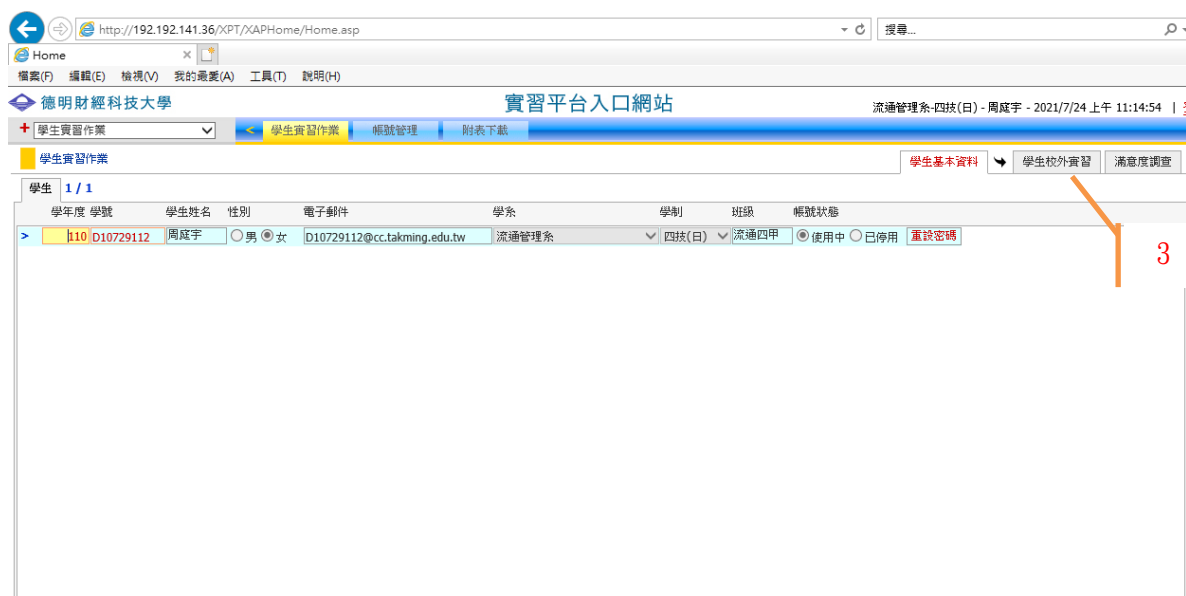 http://192.192.141.36/XPT/XAPHome/Home.asp 搜尋...
Home
檔案(F) 編輯(E) 檢視(V) 我的最愛(A) 工具(T) 說明(H)
德明財經科技大學 實習平台入口網站 流通管理系-四技(日) - 周庭宇 - 2021/7/24 上午 11:14:54 |
學生實習作業 < 學生實習作業 帳號管理 附表下載
學生實習作業 學生基本資料 學生校外實習 滿意度調查
學生 1 / 1
學年度 學號 學生姓名 性別 電子郵件 學系 學制 班級 帳號狀態
> 110 D10729112 周庭宇 男 女 D10729112@cc.takming.edu.tw 流通管理系 四技(日) 流通四甲 使用中 已停用 重設密碼
3